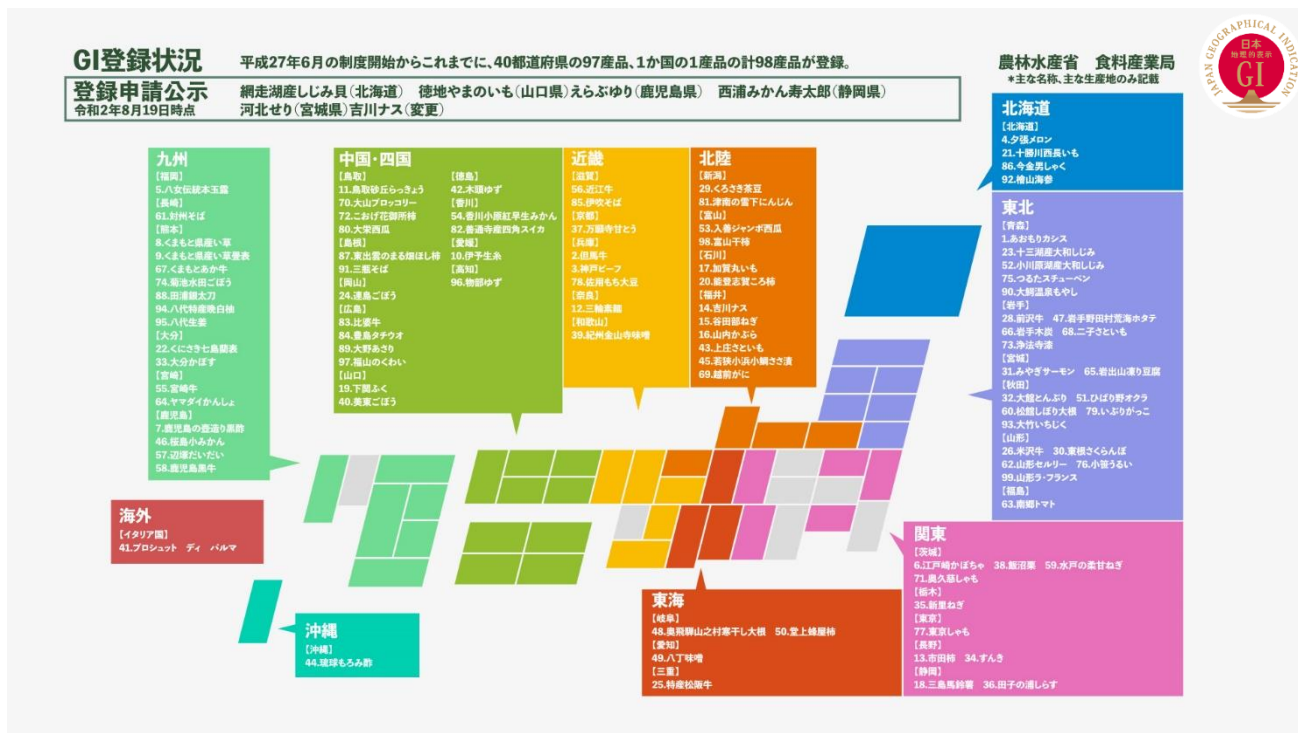 GI登録状況
平成27年6月の制度開始からこれまでに、40都道府県の97産品、1か国の1産品の計98産品が登録。
農林水産省　食料産業局
*主な名称、主な生産地のみ記載
JAPAN GEOGRAPHICAL INDICATION
日本
地理的表示
GI
登録申請公示
令和2年8月19日時点
網走湖産しじみ貝(北海道)　徳地やまのいも(山口県)えらぶゆり(鹿児島県)　西浦みかん寿太郎(静岡県)
河北せり(宮城県)吉川ナス(変更)
九州
【福岡】
5.八女伝統本玉露
【長崎】
61.対州そば
【熊本】
8.くまもと県産い草
9.くまもと県産い草畳表
67.くまもとあか牛
74.菊池水田ごぼう
88.田浦銀太刀
94.八代特産晩白柚
95.八代生姜
【大分】
22.くにさき七島藺表
33.大分かぼす
【宮崎】
55.宮崎牛
64.ヤマダイかんしょ
【鹿児島】
7.鹿児島の壺造り黒酢
46.桜島小みかん
57.辺塚だいだい
58.鹿児島黒牛
中国・四国
【鳥取】
11.鳥取砂丘らっきょう
70.大山ブロッコリー
72.こおげ花御所柿
80.大栄西瓜
【島根】
87.東出雲のまる畑ほし柿
91.三瓶そば
【岡山】
24.連島ごぼう
【広島】
83.比婆牛
84.豊島タチウオ
89.大野あさり
97.福山のくわい
【山口】
19.下関ふく
40.美東ごぼう
【徳島】
42.木頭ゆず
【香川】
54.香川小原紅早生みかん
82.善通寺産四角スイカ
【愛媛】
10.伊予生糸
【高知】
96.物部ゆず
近畿
【滋賀】
56.近江牛
85.伊吹そば
【京都】
37.万願寺甘とう
【兵庫】
2.但馬牛
3.神戸ビーフ
78.佐用もち大豆
【奈良】
12.三輪素麺
【和歌山】
39.紀州金山寺味噌
北陸
【新潟】
29.くろさき茶豆
81.津南の雪下にんじん
【富山】
53.入善ジャンボ西瓜
98.富山干柿
【石川】
17.加賀丸いも
20.能登志賀ころ柿
【福井】
14.吉川ナス
15.谷田部ねぎ
16.山内かぶら
43.上庄さといも
45.若狭小浜小鯛ささ漬
69.越前がに
北海道
【北海道】
4.夕張メロン
21.十勝川西長いも
86.今金男しゃく
92.檜山海参
東北
【青森】
1.あおもりカシス
23.十三湖産大和しじみ
52.小川原湖産大和しじみ
75.つるたスチューベン
90.大鰐温泉もやし
【岩手】
28.前沢牛　47.岩手野田村荒海ホタテ
66.岩手木炭　68.二子さといも
73.浄法寺漆
【宮城】
31.みやぎサーモン　65.岩出山凍り豆腐
【秋田】
32.大館とんぶり　51.ひばり野オクラ
60.松館しぼり大根　79.いぶりがっこ
93.大竹いちじく
【山形】
26.米沢牛　30.東根さくらんぼ
62.山形セルリー　76.小笹うるい
99.山形ラ・フランス
【福島】
63.南郷トマト
関東
【茨城】
6.江戸崎かぼちゃ　38.飯沼栗　59.水戸の柔甘ねぎ
71.奥久慈しゃも
【栃木】
35.新里ねぎ
【東京】
77.東京しゃも
【長野】
13.市田柿　34.すんき
【静岡】
18.三島馬鈴薯　36.田子の浦しらす
東海
【岐阜】
48.奥飛騨山之村寒干し大根　50.堂上蜂屋柿
【愛知】
49.八丁味噌
【三重】
25.特産松阪牛
海外
【イタリア国】
41.プロシュット　ディ　パルマ
沖縄
【沖縄】
44.琉球もろみ酢